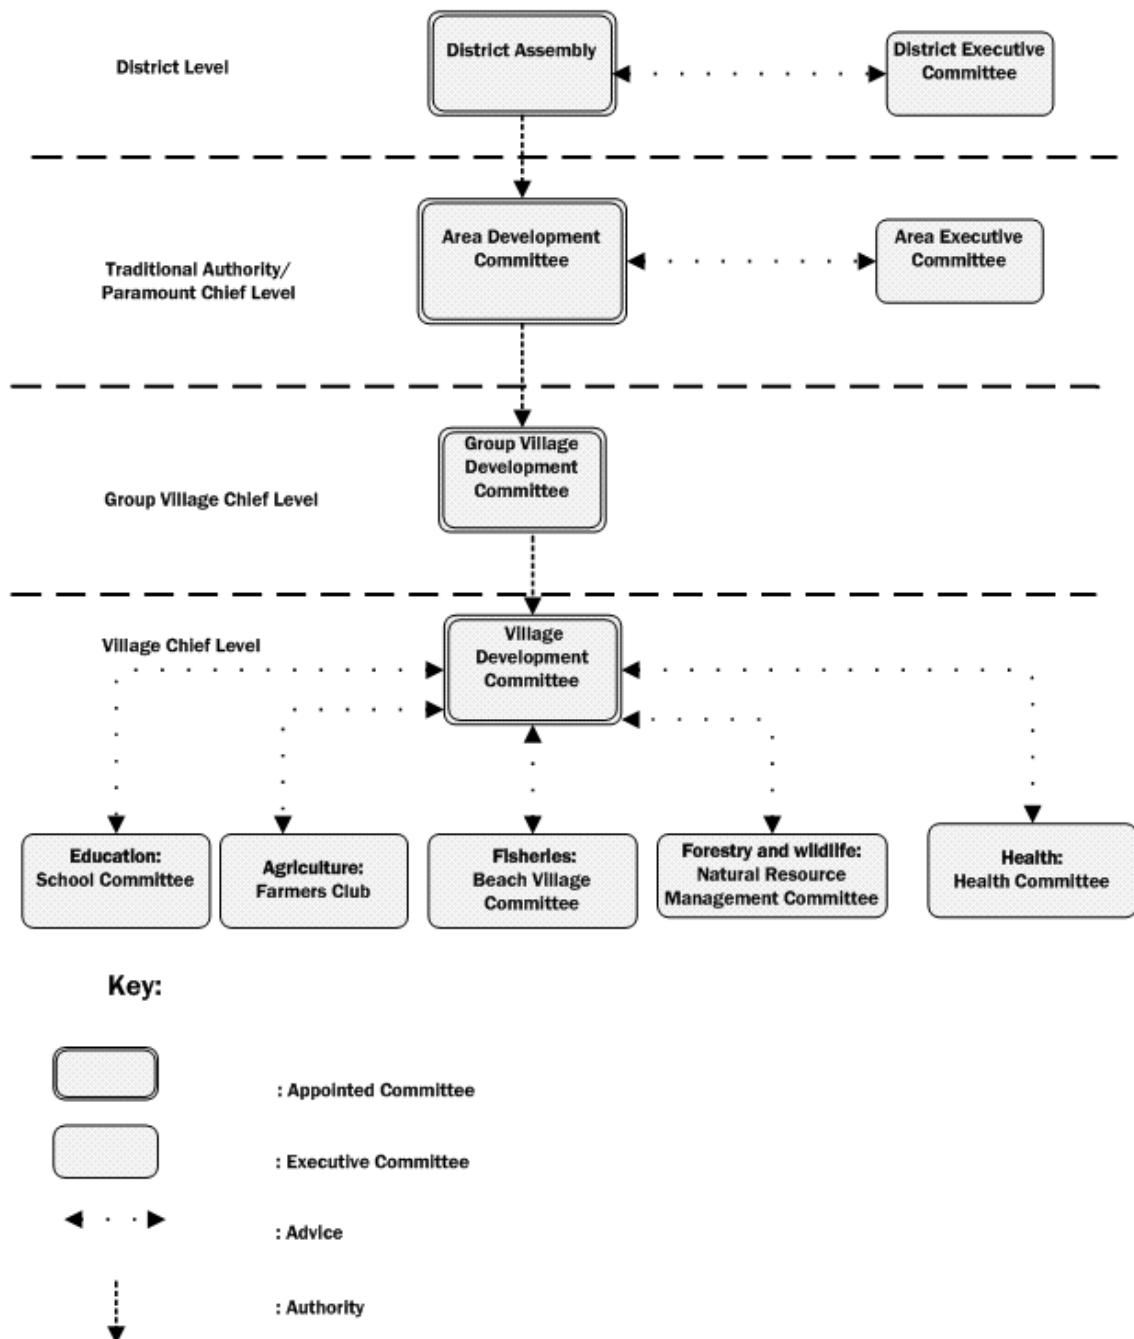 District Level
District Assembly
District Executive
Committee
Traditional Authority/
Paramount Chief Level
Area Development
Committee
Area Executive
Committee
Group Village Chief Level
Group Village
Development
Committee
Village Chief Level
Village
Development
Committee
Education:
School Committee
Agriculture:
Farmers Club
Fisheries:
Beach Village
Committee
Forestry and wildlife:
Natural Resource
Management Committee
Health:
Health Committee
Key:
: Appointed Committee
: Executive Committee
: Advice
: Authority